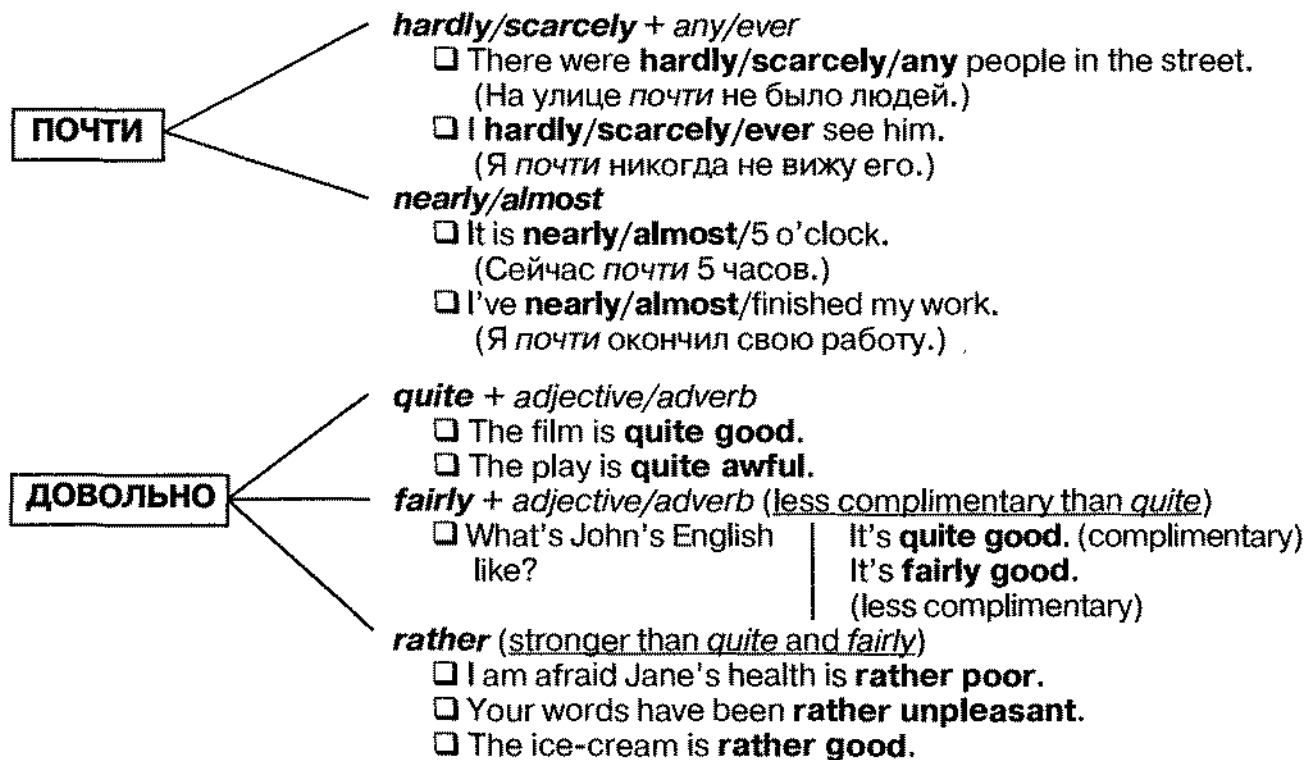 hardly/scarcely + any/ever
❑ There were hardly/scarcely/any people in the street.
(На улице почти не было людей.)
ПОЧТИ
❑ I hardly/scarcely/ever see him.
(Я почти никогда не вижу его.)
nearly/almost
❑ It is nearly/almost/5 o'clock.
(Сейчас почти 5 часов.)
❑ I've nearly/almost/finished my work.
(Я почти окончил свою работу.)
quite + adjective/adverb
❑ The film is quite good.
❑ The play is quite awful.
ДОВОЛЬНО
fairly + adjective/adverb (less complimentary than quite)
❑ What's John's English
like?
It's quite good. (complimentary)
It's fairly good.
(less complimentary)
rather (stronger than quite and fairly)
❑ I am afraid Jane's health is rather poor.
❑ Your words have been rather unpleasant.
❑ The ice-cream is rather good.